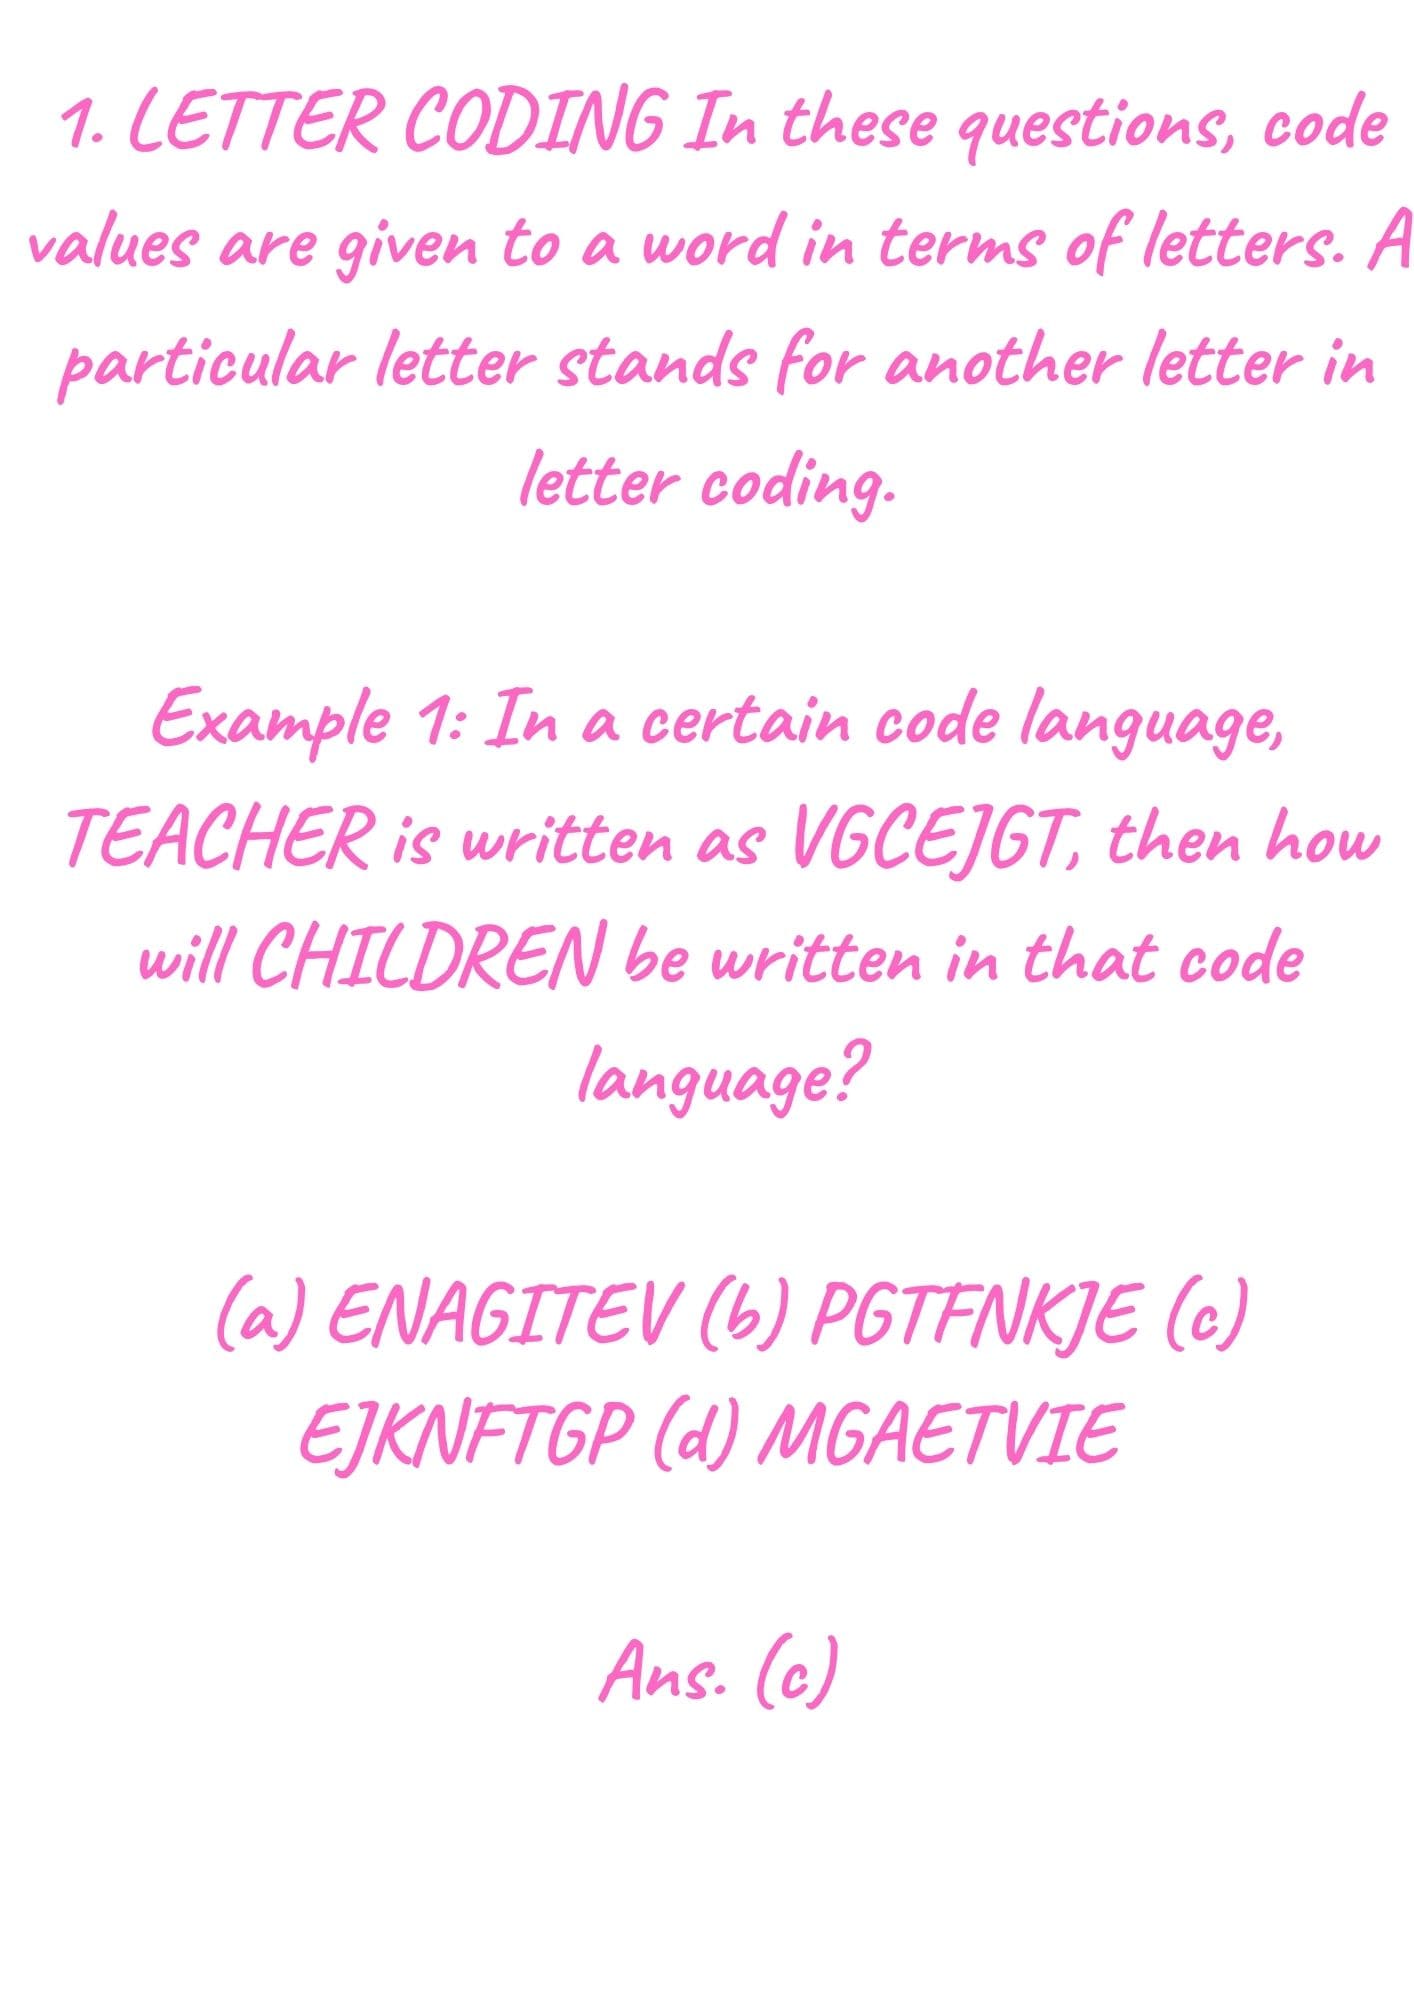 1. LETTER CODING In these questions, code
values are given to a word in terms of letters. A
particular letter stands for another letter in
letter coding.
Example 1: In a certain code language,
TEACHER is written as VGCEJGT, then how
will CHILDREN be written in that code
language?
(a) ENAGITEV (b) PGTFNKJE (c)
EJKNFTGP (d) MGAETVIE
Ans. (c)